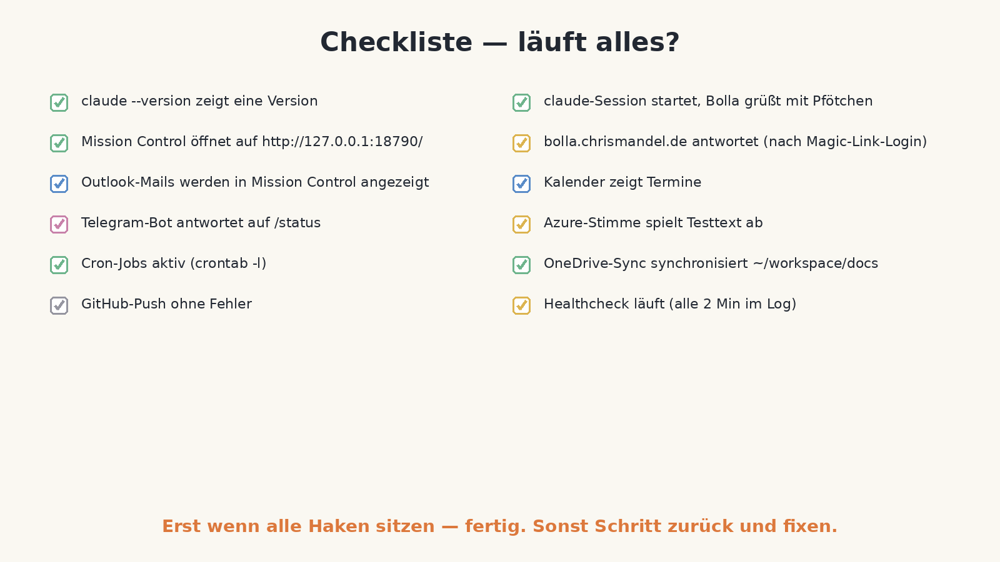 Checkliste — läuft alles?
claude --version zeigt eine Version
claude-Session startet, Bolla grüßt mit Pfötchen
Mission Control öffnet auf http://127.0.0.1:18790/
bolla.chrismandel.de antwortet (nach Magic-Link-Login)
Outlook-Mails werden in Mission Control angezeigt
Kalender zeigt Termine
Telegram-Bot antwortet auf /status
Azure-Stimme spielt Testtext ab
Cron-Jobs aktiv (crontab -l)
OneDrive-Sync synchronisiert ~/workspace/docs
GitHub-Push ohne Fehler
Healthcheck läuft (alle 2 Min im Log)
Erst wenn alle Haken sitzen — fertig. Sonst Schritt zurück und fixen.